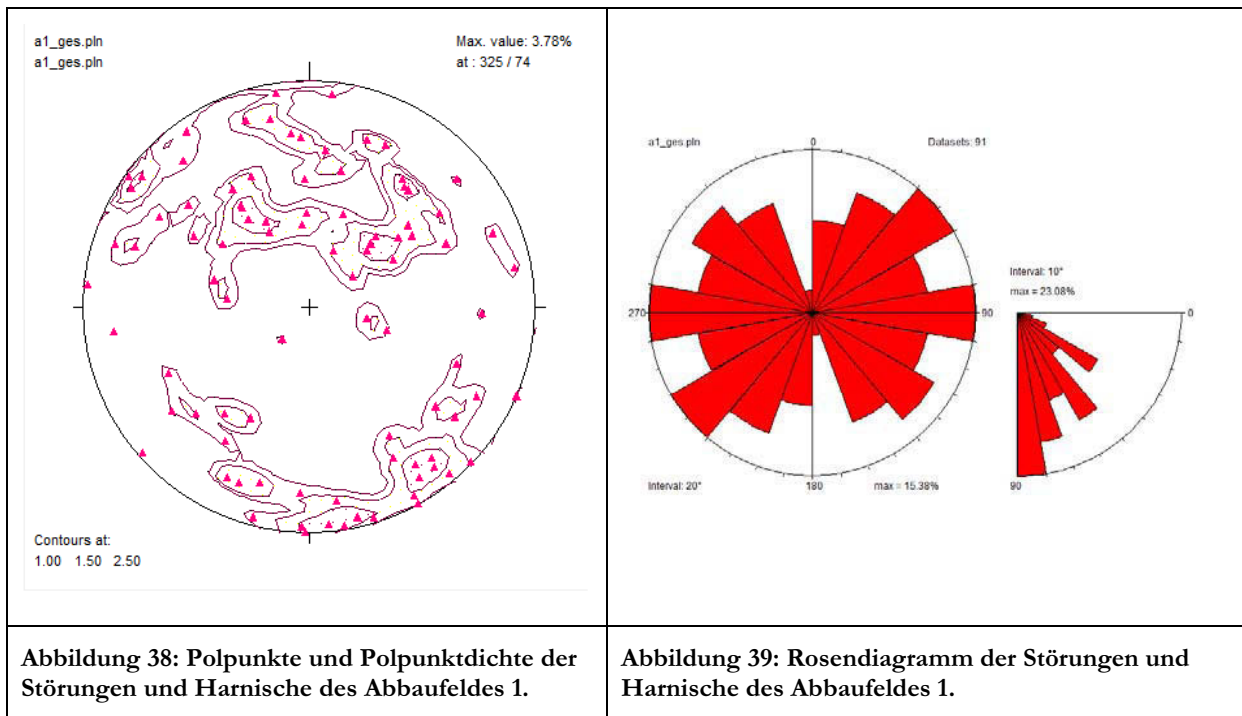 a1_ges.pln
a1_ges.pln
Max. value: 3.78%
at : 325 / 74
Contours at:
1.00 1.50 2.50
a1_ges.pln
0
Datasets: 91
270
90
Interval: 20°
180
max = 15.38%
Interval: 10°
max = 23.08%
0
90
Abbildung 38: Polpunkte und Polpunktdichte der
Störungen und Harnische des Abbaufeldes 1.
Abbildung 39: Rosendiagramm der Störungen und
Harnische des Abbaufeldes 1.